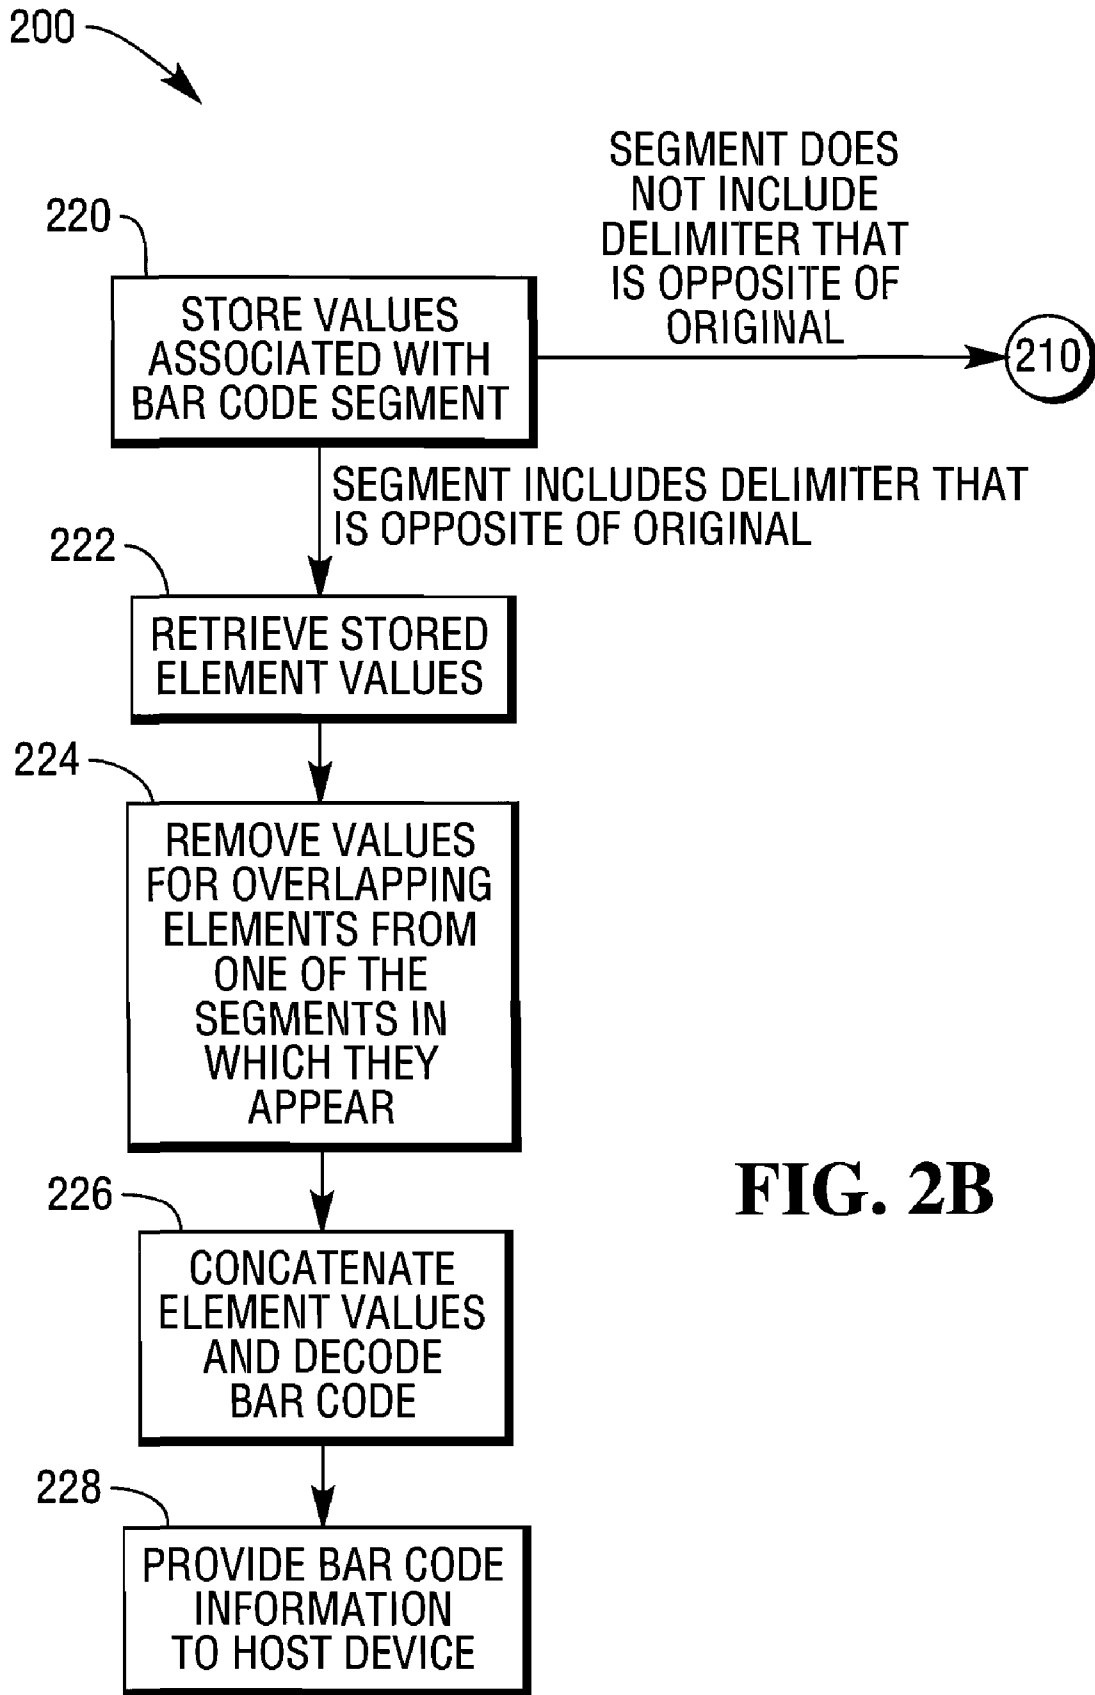 200
SEGMENT DOES
NOT INCLUDE
DELIMITER THAT
IS OPPOSITE OF
ORIGINAL
220
STORE VALUES
ASSOCIATED WITH
BAR CODE SEGMENT
210
SEGMENT INCLUDES DELIMITER THAT
IS OPPOSITE OF ORIGINAL
222
RETRIEVE STORED
ELEMENT VALUES
224
REMOVE VALUES
FOR OVERLAPPING
ELEMENTS FROM
ONE OF THE
SEGMENTS IN
WHICH THEY
APPEAR
FIG. 2B
226
CONCATENATE
ELEMENT VALUES
AND DECODE
BAR CODE
228
PROVIDE BAR CODE
INFORMATION
TO HOST DEVICE